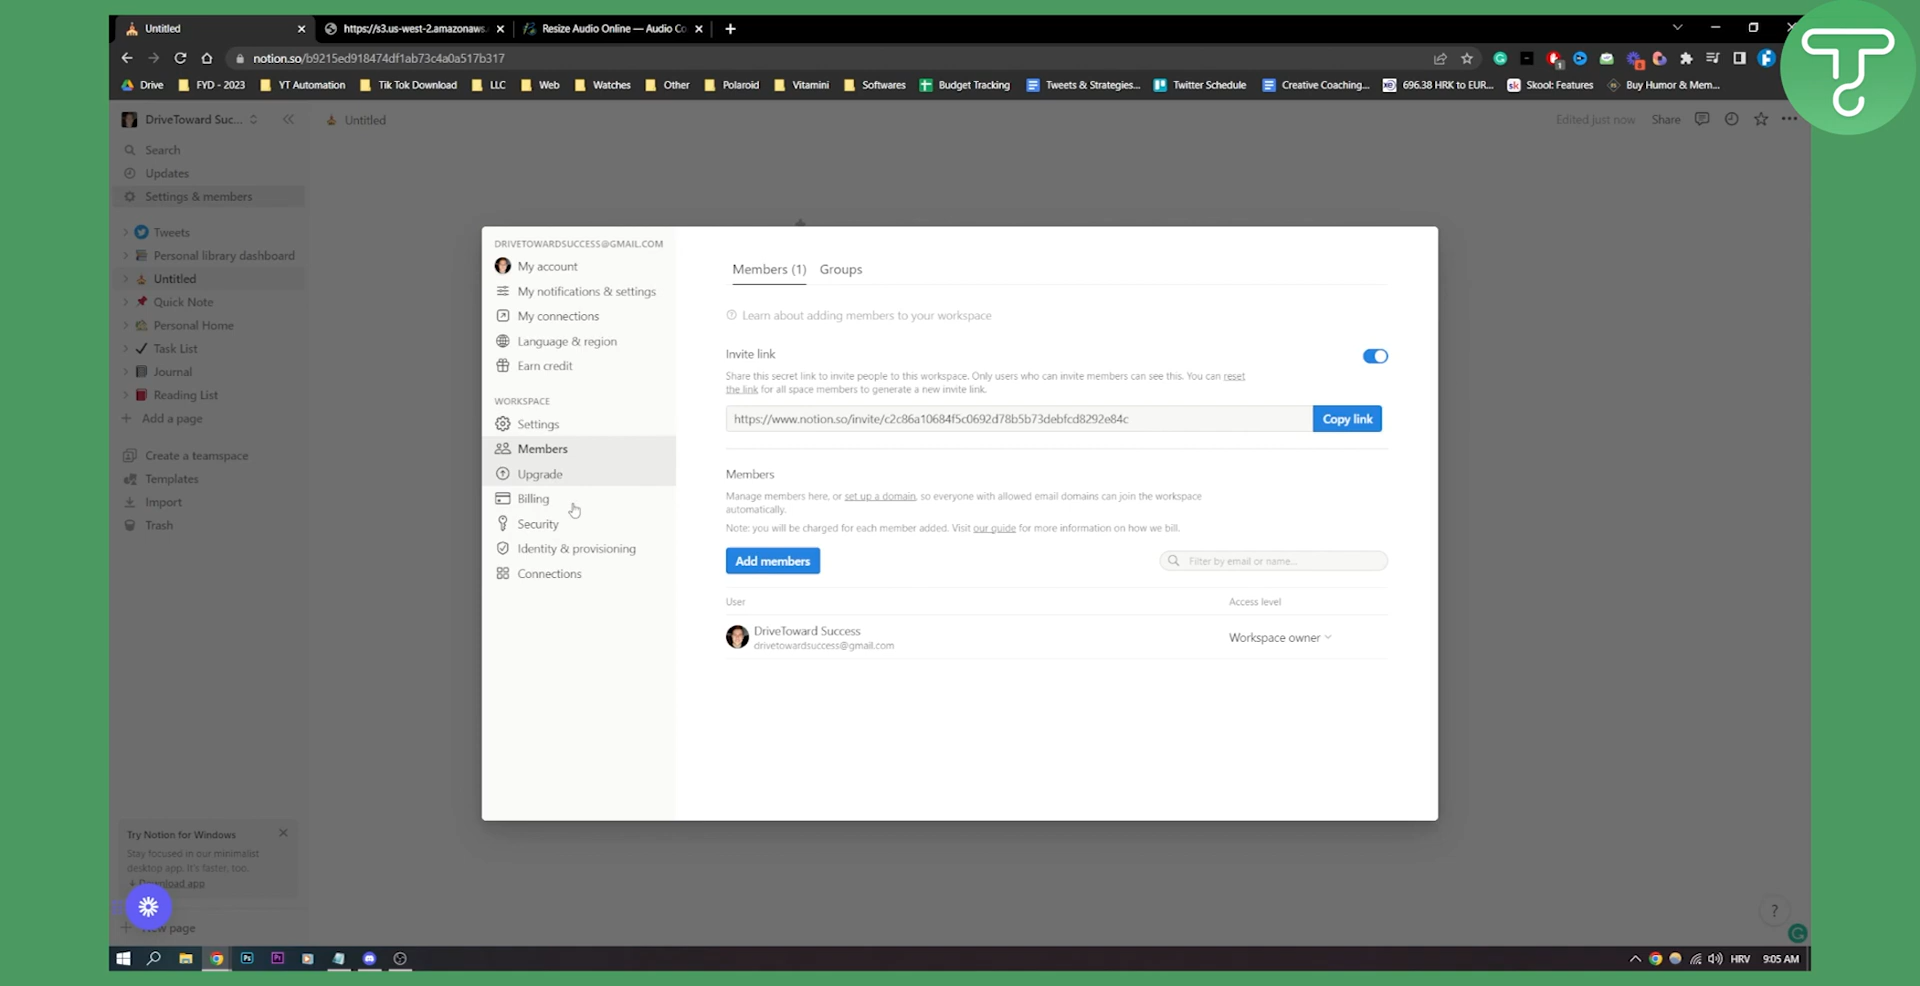 Untitled
https://s3.us-west-2.amazonaws.
Resize Audio Online — Audio Co
notion.so/b9215ed918474df1ab73c4a0a517b317
Drive
FYD - 2023
YT Automation
Tik Tok Download
LLC
Web
Watches
Other
Polaroid
Vitamini
Softwares
Budget Tracking
Tweets & Strategies...
Twitter Schedule
Creative Coaching...
696.38 HRK to EUR...
Skool: Features
Buy Humor & Mem...
DriveToward Suc...
Untitled
Edited just now
Share
Search
Updates
Settings & members
Tweets
Personal library dashboard
Untitled
Quick Note
Personal Home
Task List
Journal
Reading List
Add a page
Create a teamspace
Templates
Import
Trash
Try Notion for Windows
Stay focused in our minimalist
desktop app. It's faster, too.
Download app
New page
DRIVETOWARDSUCCESS@GMAIL.COM
My account
My notifications & settings
My connections
Language & region
Earn credit
WORKSPACE
Settings
Members
Upgrade
Billing
Security
Identity & provisioning
Connections
Members (1)
Groups
Learn about adding members to your workspace
Invite link
Share this secret link to invite people to this workspace. Only users who can invite members can see this. You can reset
the link for all space members to generate a new invite link.
https://www.notion.so/invite/c2c86a10684f5c0692d78b5b73debfcd8292e84c
Copy link
Members
Manage members here, or set up a domain, so everyone with allowed email domains can join the workspace
automatically.
Note: you will be charged for each member added. Visit our guide for more information on how we bill.
Add members
Filter by email or name...
User
Access level
DriveToward Success
drivetowardsuccess@gmail.com
Workspace owner
?
HRV
9:05 AM